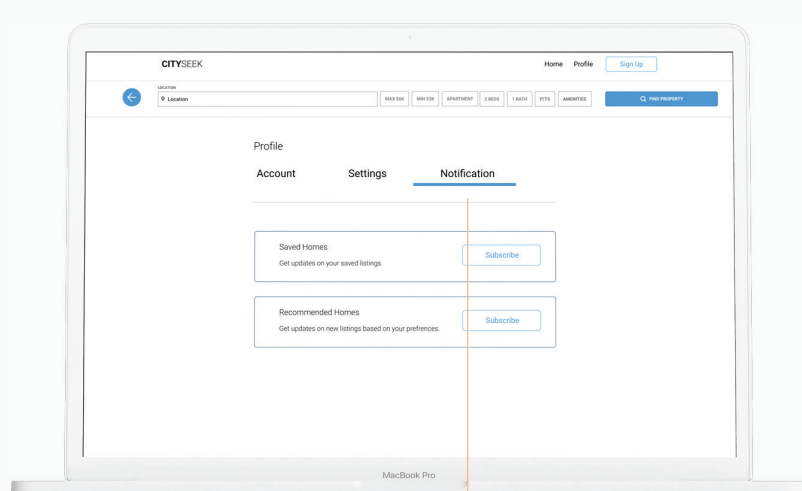 CITYSEEK
Home Profile Sign Up
LOCATION
Location
MAX $6K MIN $3K APARTMENT 2 BEDS 1 BATH PETS AMENITIES FIND PROPERTY
Profile
Account Settings Notification
Saved Homes
Get updates on your saved listings.
Subscribe
Recommended Homes
Get updates on new listings based on your prefrences.
Subscribe
MacBook Pro